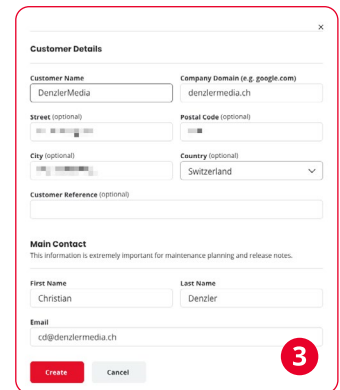 ×
Customer Details
Customer Name Company Domain (e.g. google.com)
DenzlerMedia denzlermedia.ch
Street (optional) Postal Code (optional)
City (optional) Country (optional)
Switzerland
Customer Reference (optional)
Main Contact
This information is extremely important for maintenance planning and release notes.
First Name Last Name
Christian Denzler
Email
cd@denzlermedia.ch
Create Cancel
3